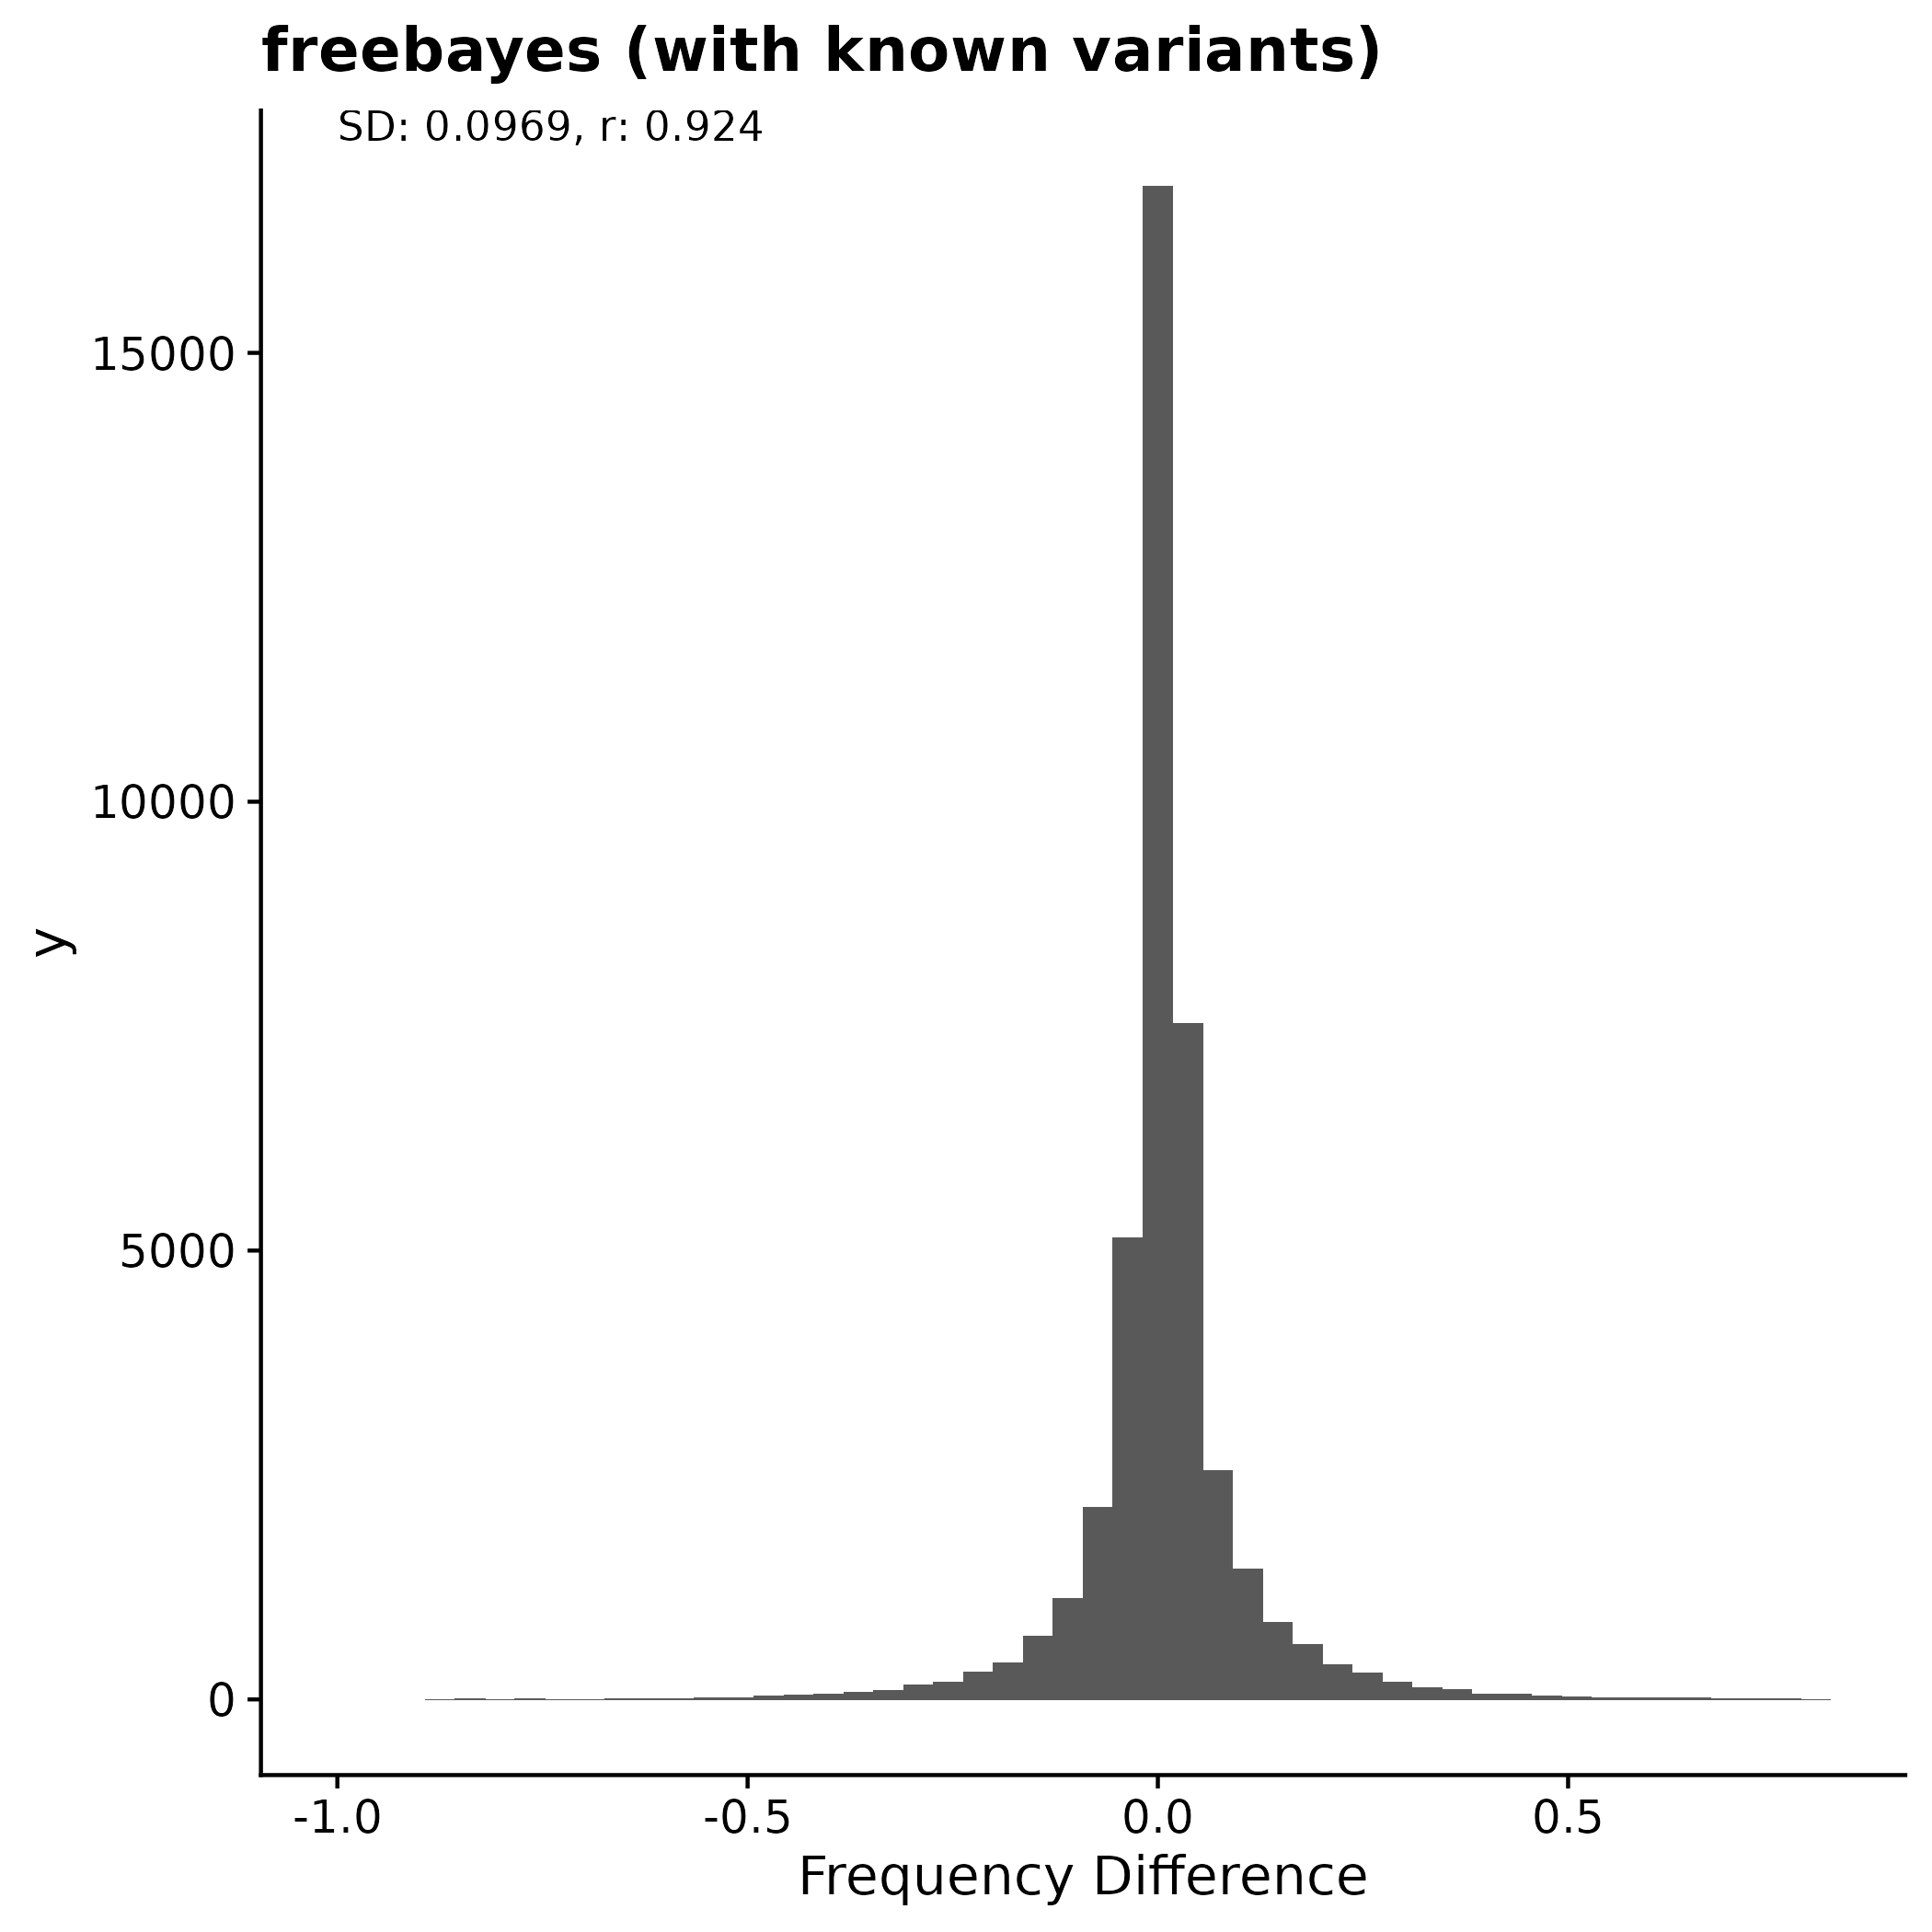 freebayes (with known variants)
SD: 0.0969, r: 0.924
15000
10000
5000
0
y
-1.0 -0.5 0.0 0.5
Frequency Difference